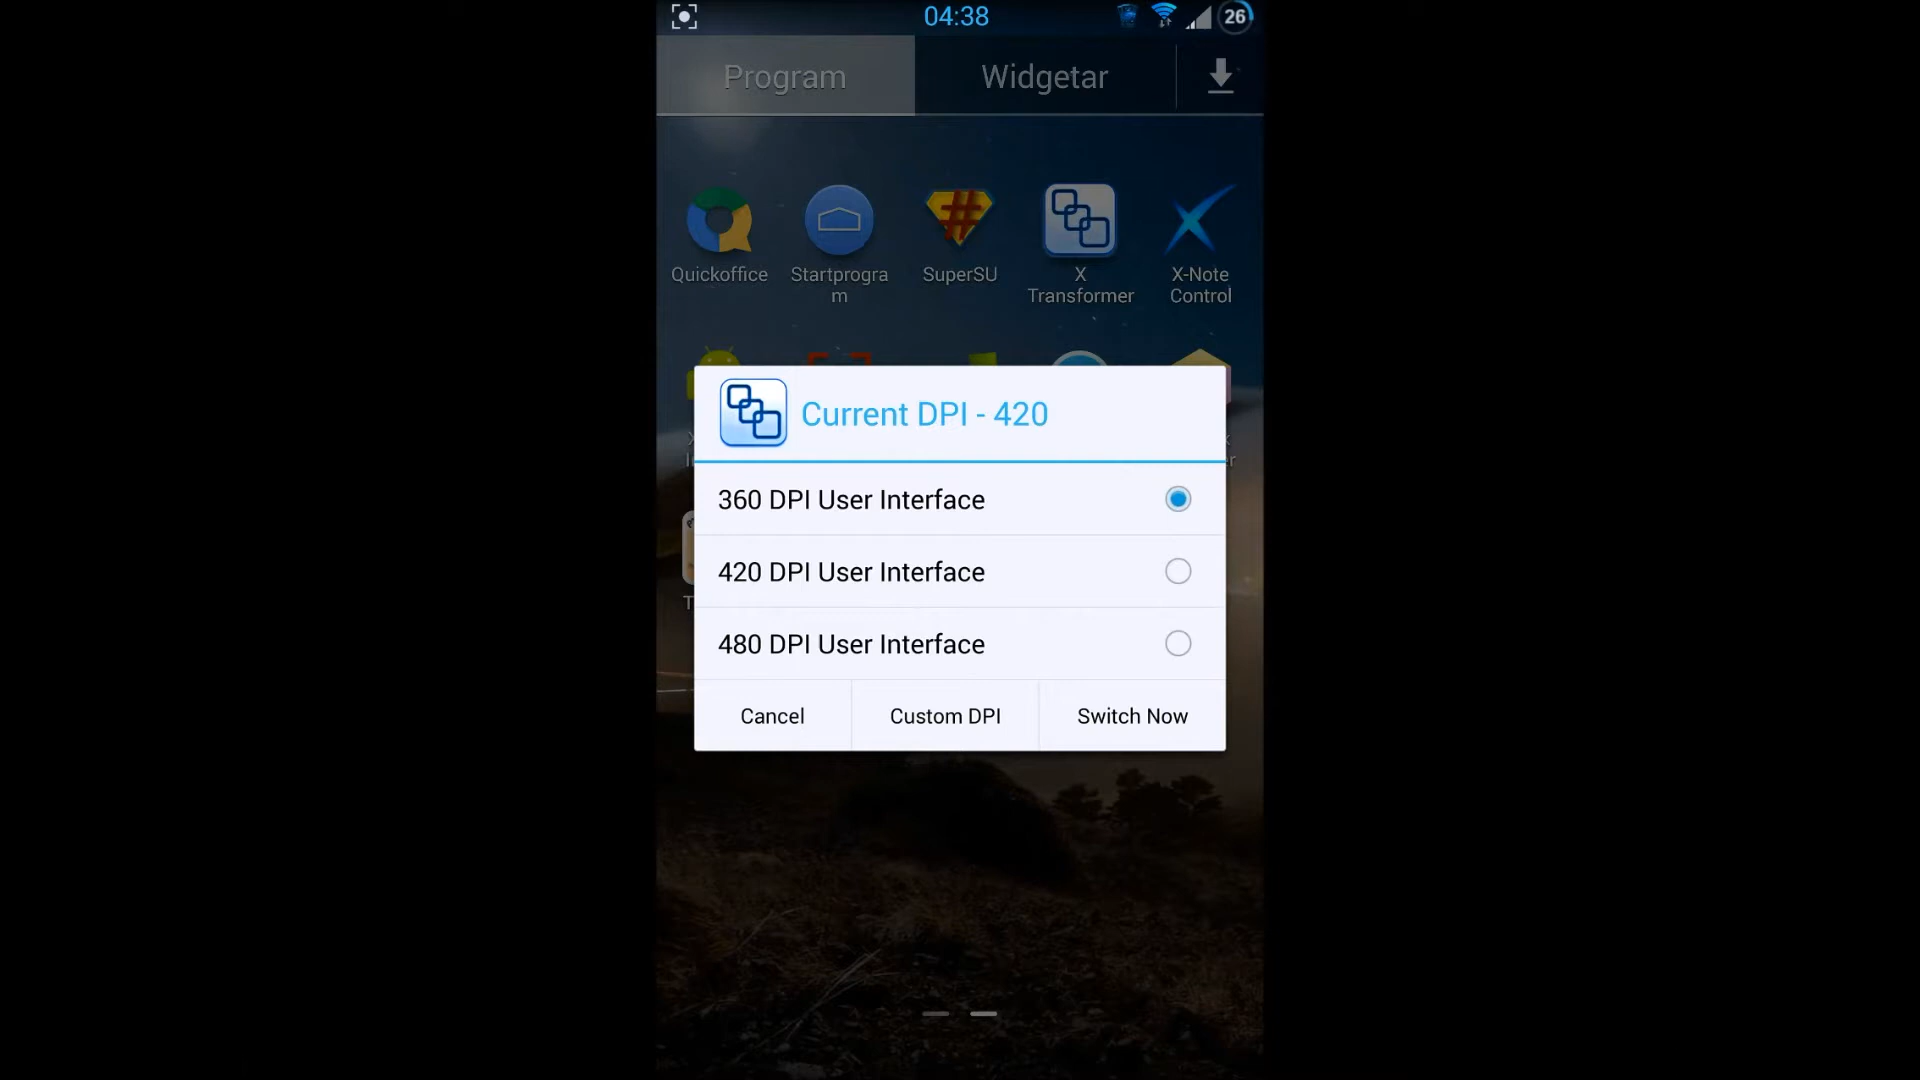 04:38
26
Program
Widgetar
Quickoffice
Startprogra
m
SuperSU
X
Transformer
X-Note
Control
Current DPI - 420
360 DPI User Interface
420 DPI User Interface
480 DPI User Interface
Cancel
Custom DPI
Switch Now